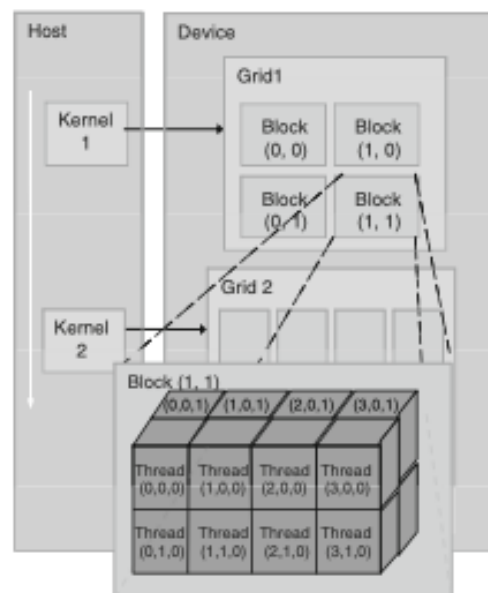 Host
Device
Grid1
Kernel
1
Block
(0, 0)
Block
(1, 0)
Block
(0, 1)
Block
(1, 1)
Grid 2
Kernel
2
Block (1, 1)
(0,0,1)
(1,0,1)
(2,0,1)
(3,0,1)
Thread
(0,0,0)
Thread
(1,0,0)
Thread
(2,0,0)
Thread
(3,0,0)
Thread
(0,1,0)
Thread
(1,1,0)
Thread
(2,1,0)
Thread
(3,1,0)